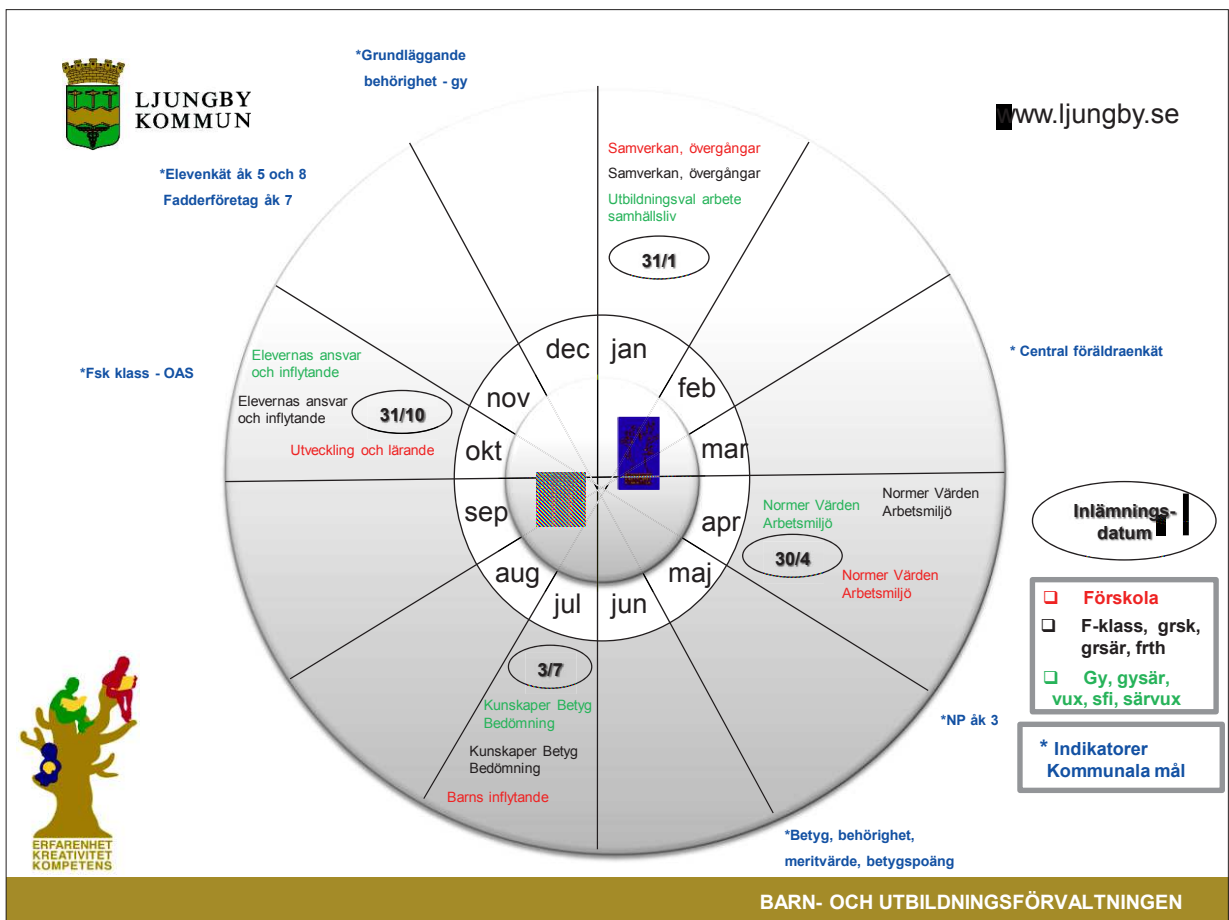 *Grundläggande
behörighet - gy
LJUNGBY
KOMMUN
www.ljungby.se
*Elevenkät åk 5 och 8
Fadderföretag åk 7
Samverkan, övergångar
Samverkan, övergångar
Utbildningsval arbete
samhällsliv
31/1
dec
jan
nov
feb
okt
mar
sep
apr
aug
maj
jul
jun
* Central föräldraenkät
*Fsk klass - OAS
Elevernas ansvar
och inflytande
Elevernas ansvar
och inflytande
31/10
Utveckling och lärande
Normer Värden
Arbetsmiljö
Normer Värden
Arbetsmiljö
30/4
Normer Värden
Arbetsmiljö
Inlämnings-
datum
Förskola
F-klass, grsk,
grsär, frth
Gy, gysär,
vux, sfi, särvux
3/7
Kunskaper Betyg
Bedömning
Kunskaper Betyg
Bedömning
Barns inflytande
*NP åk 3
* Indikatorer
Kommunala mål
*Betyg, behörighet,
meritvärde, betygspoäng
ERFARENHET
KREATIVITET
KOMPETENS
BARN- OCH UTBILDNINGSFÖRVALTNINGEN